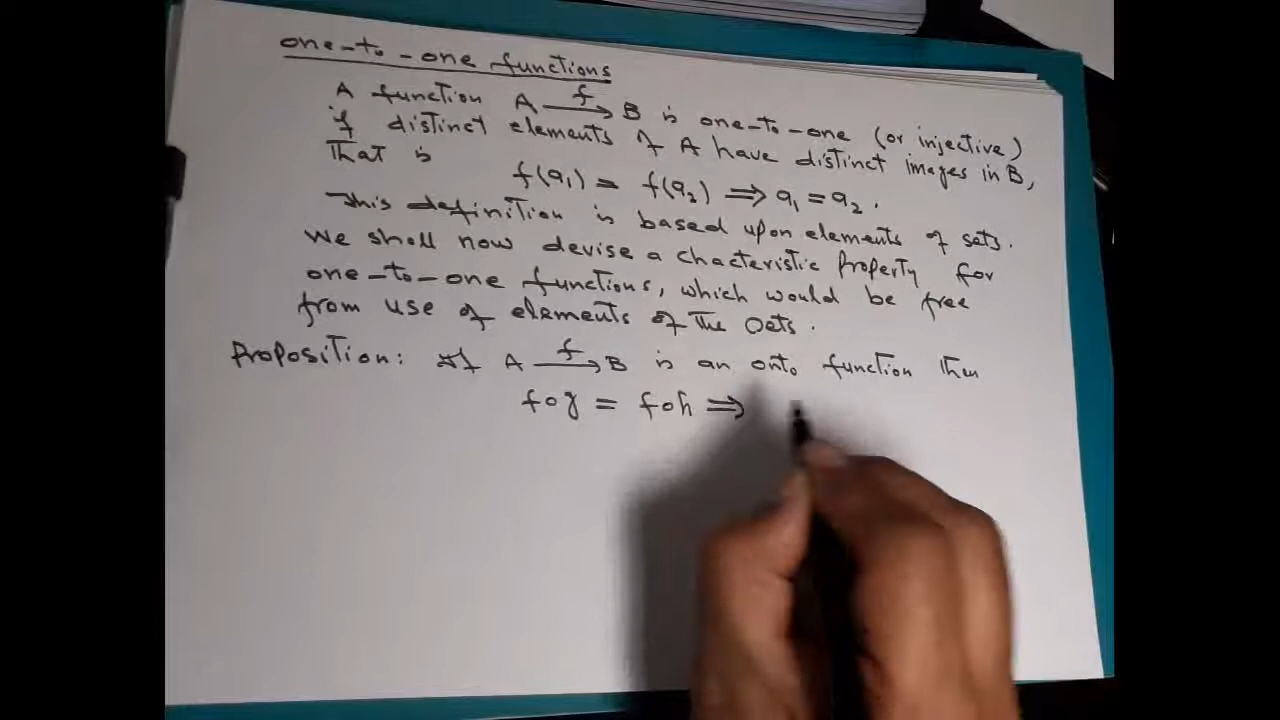 one-to-one functions
A function A f→ B is one-to-one (or injective)
if distinct elements of A have distinct images in B,
That is
f(a₁) = f(a₂) ⟹ a₁ = a₂.
This definition is based upon elements of sets.
We shall now devise a chacteristic Property for
one-to-one functions, which would be free
from use of elements of The Sets.
Proposition: If A f→ B is an onto function then
fog = foh ⟹